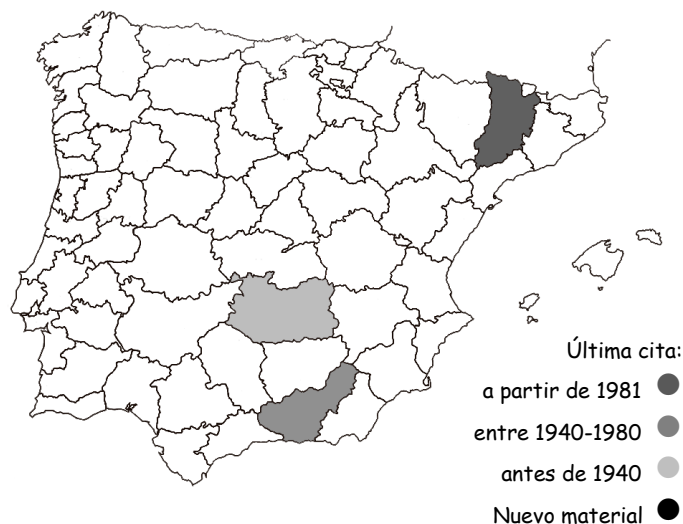 Última cita:
a partir de 1981
entre 1940-1980
antes de 1940
Nuevo material